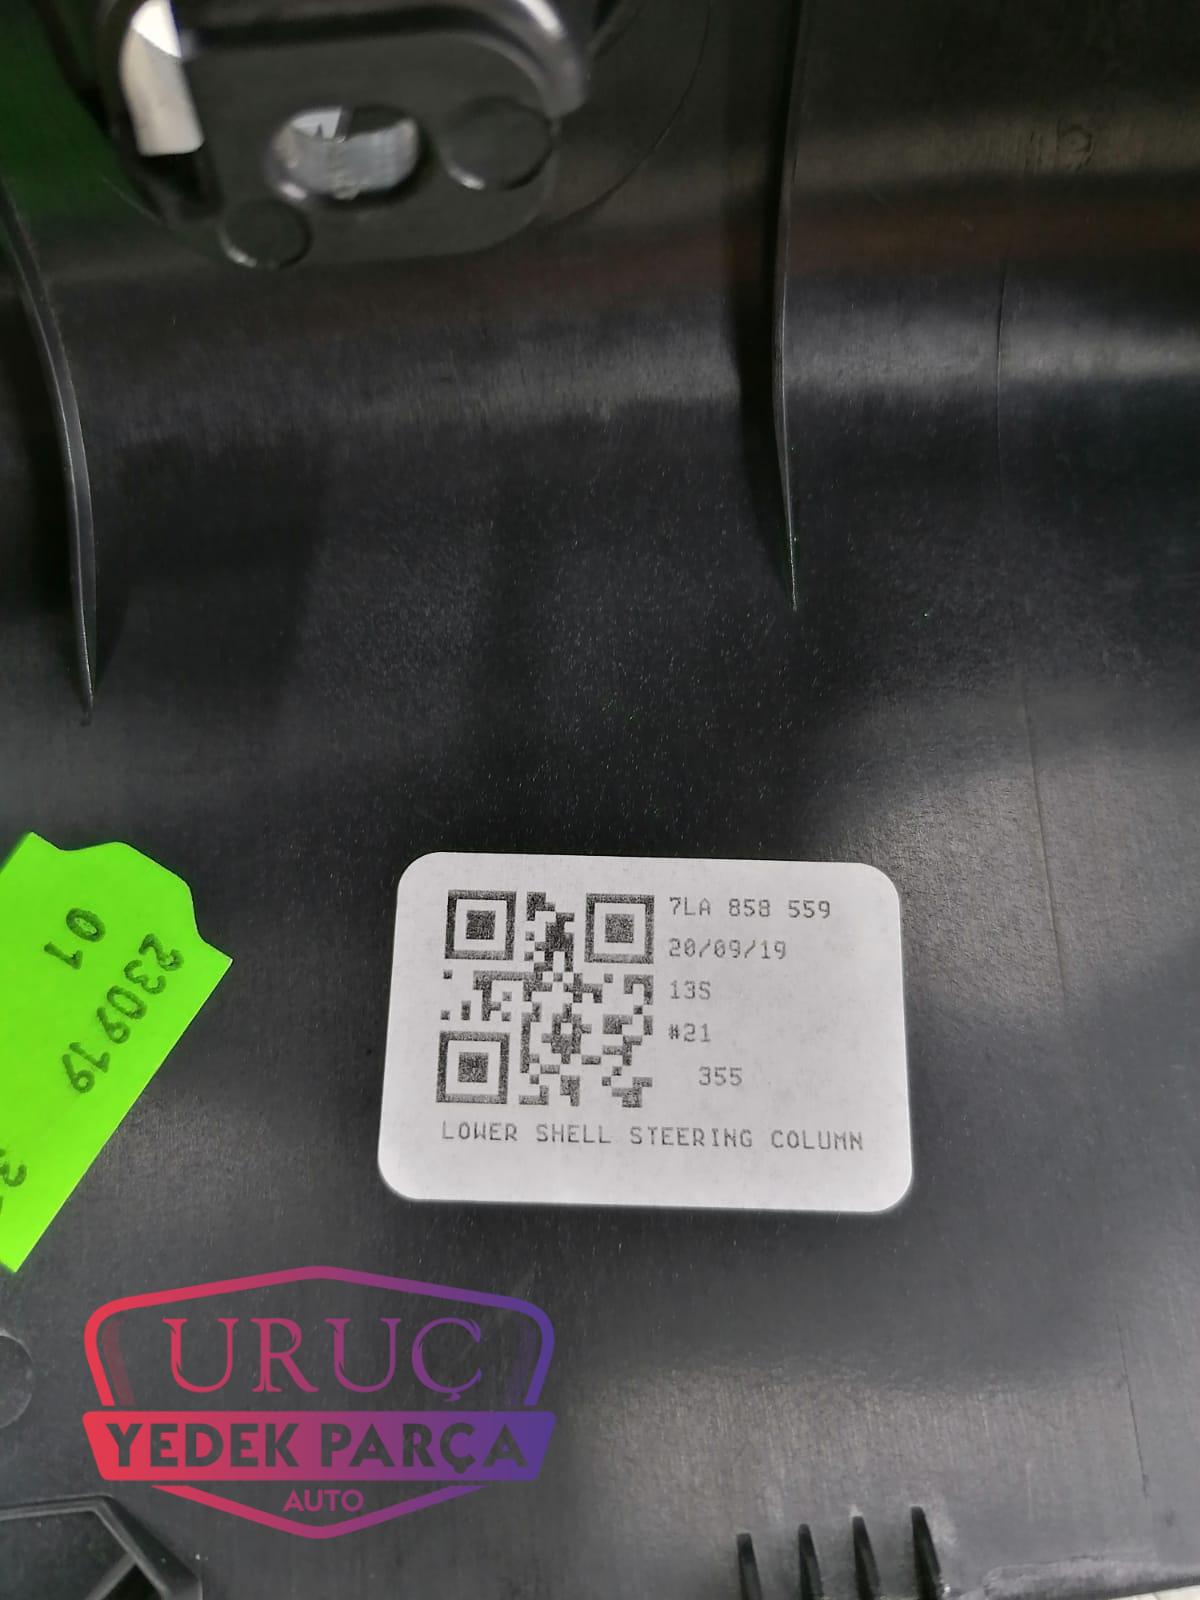 7LA 858 559
20/09/19
13S
#21
355
LOWER SHELL STEERING COLUMN
01
230919
URUÇ
YEDEK PARÇA
AUTO